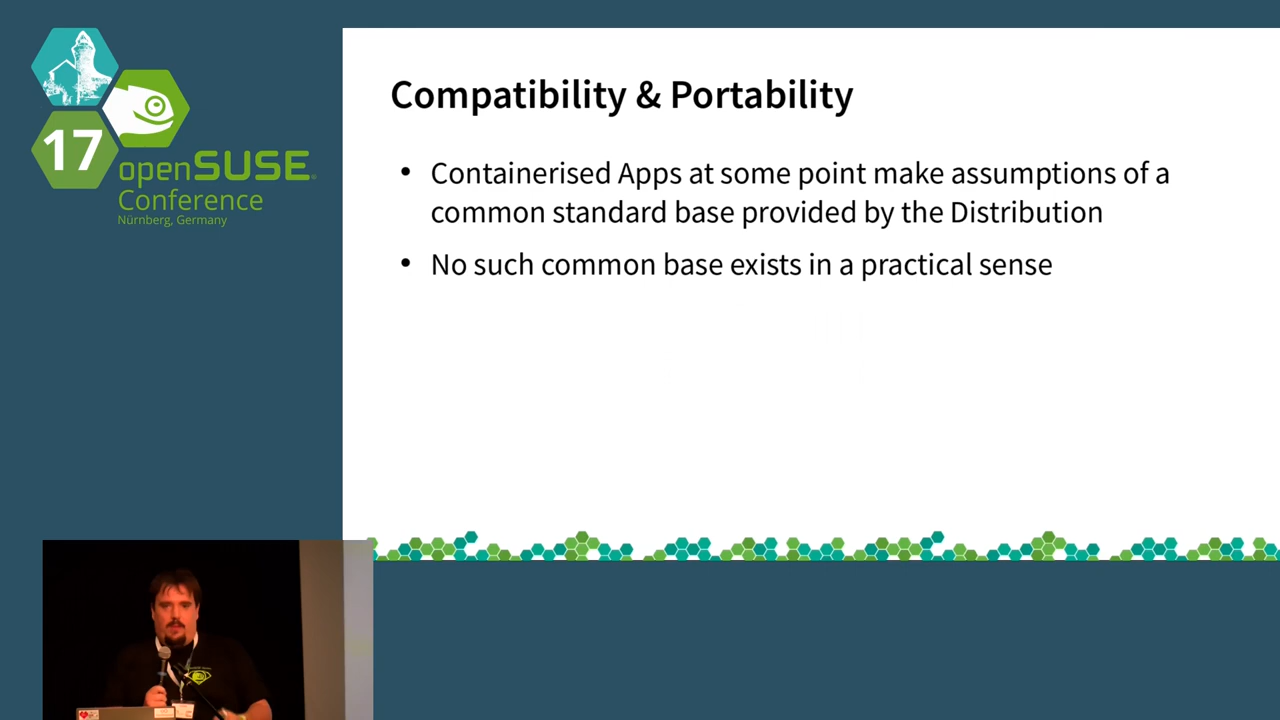 17
openSUSE
Conference
Nürnberg, Germany
Compatibility & Portability
• Containerised Apps at some point make assumptions of a
common standard base provided by the Distribution
• No such common base exists in a practical sense